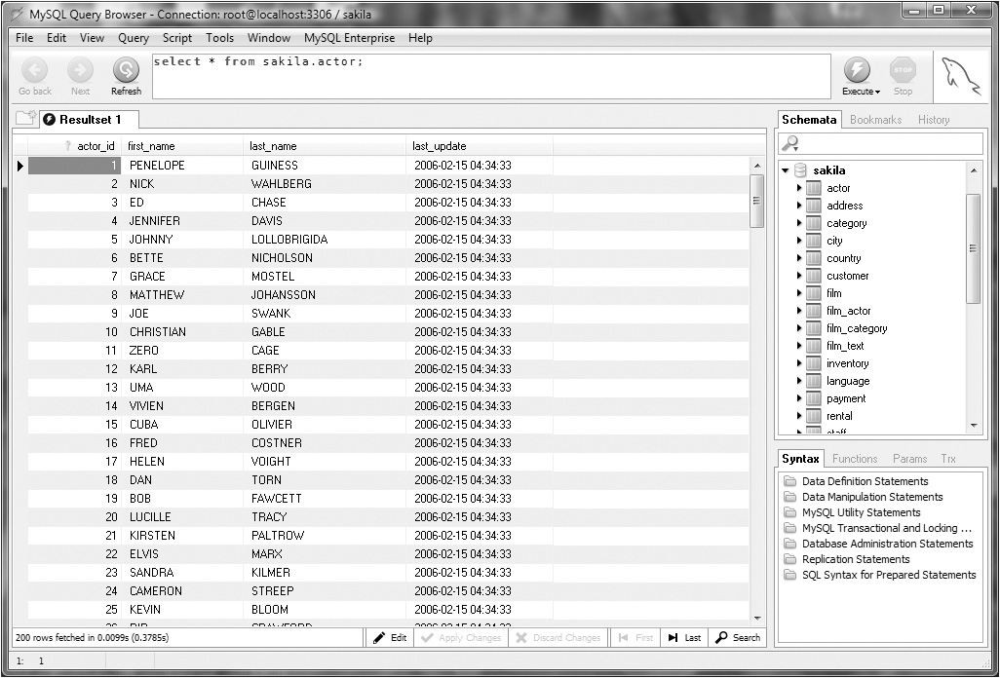 MySQL Query Browser - Connection: root@localhost:3306 / sakila
File Edit View Query Script Tools Window MySQL Enterprise Help
select * from sakila.actor;
Go back Next Refresh Execute Stop
STOP
Resultset 1
Schemata Bookmarks History
actor_id first_name last_name last_update
1 PENELOPE GUINESS 2006-02-15 04:34:33
2 NICK WAHLBERG 2006-02-15 04:34:33
3 ED CHASE 2006-02-15 04:34:33
4 JENNIFER DAVIS 2006-02-15 04:34:33
5 JOHNNY LOLLOBRIGIDA 2006-02-15 04:34:33
6 BETTE NICHOLSON 2006-02-15 04:34:33
7 GRACE MOSTEL 2006-02-15 04:34:33
8 MATTHEW JOHANSSON 2006-02-15 04:34:33
9 JOE SWANK 2006-02-15 04:34:33
10 CHRISTIAN GABLE 2006-02-15 04:34:33
11 ZERO CAGE 2006-02-15 04:34:33
12 KARL BERRY 2006-02-15 04:34:33
13 UMA WOOD 2006-02-15 04:34:33
14 VIVIEN BERGEN 2006-02-15 04:34:33
15 CUBA OLIVIER 2006-02-15 04:34:33
16 FRED COSTNER 2006-02-15 04:34:33
17 HELEN VOIGHT 2006-02-15 04:34:33
18 DAN TORN 2006-02-15 04:34:33
19 BOB FAWCETT 2006-02-15 04:34:33
20 LUCILLE TRACY 2006-02-15 04:34:33
21 KIRSTEN PALTROW 2006-02-15 04:34:33
22 ELVIS MARX 2006-02-15 04:34:33
23 SANDRA KILMER 2006-02-15 04:34:33
24 CAMERON STREEP 2006-02-15 04:34:33
25 KEVIN BLOOM 2006-02-15 04:34:33
sakila
actor
address
category
city
country
customer
film
film_actor
film_category
film_text
inventory
language
payment
rental
Syntax Functions Params Trx
Data Definition Statements
Data Manipulation Statements
MySQL Utility Statements
MySQL Transactional and Locking ...
Database Administration Statements
Replication Statements
SQL Syntax for Prepared Statements
200 rows fetched in 0.0099s (0.3785s) Edit Apply Changes Discard Changes First Last Search
1: 1